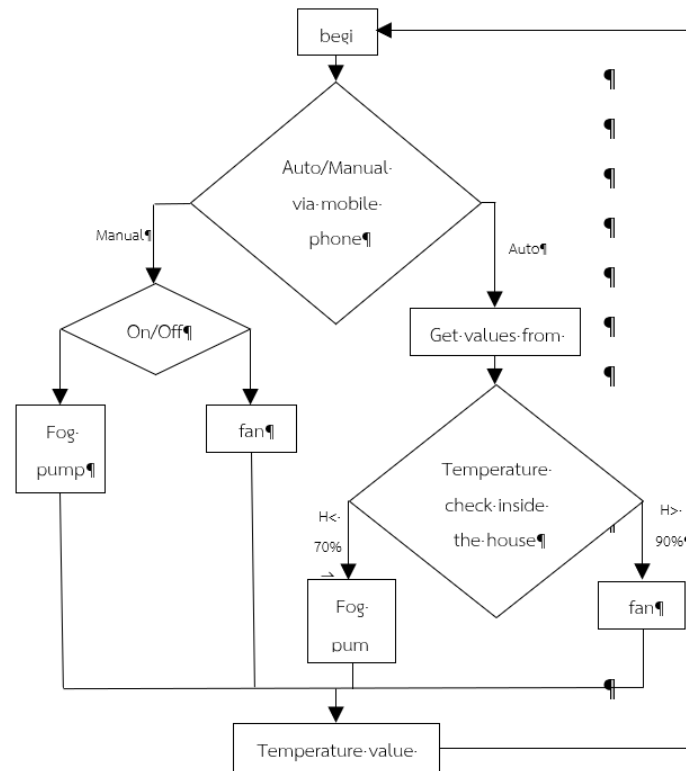 begi
Auto/Manual·
via·mobile·
phone¶
Manual¶
Auto¶
On/Off¶
Get·values·from·
Fog·
pump¶
fan¶
Temperature·
check·inside·
the·house¶
H<·
70%
H>·
90%¶
Fog·
pum
fan¶
Temperature·value·
¶
¶
¶
¶
¶
¶
¶
¶
¶